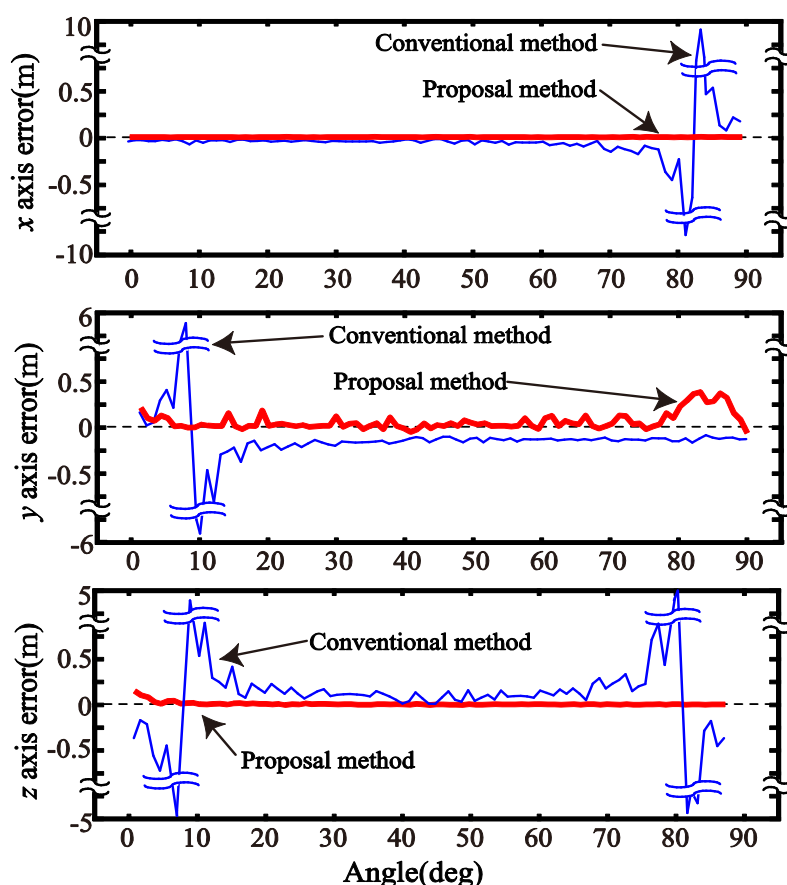 10
0.5
0
-0.5
-10
x axis error(m)
Conventional method
Proposal method
0 10 20 30 40 50 60 70 80 90
6
0.5
0
-0.5
-6
y axis error(m)
Conventional method
Proposal method
0 10 20 30 40 50 60 70 80 90
5
0.5
0
-0.5
-5
z axis error(m)
Conventional method
Proposal method
0 10 20 30 40 50 60 70 80 90
Angle(deg)